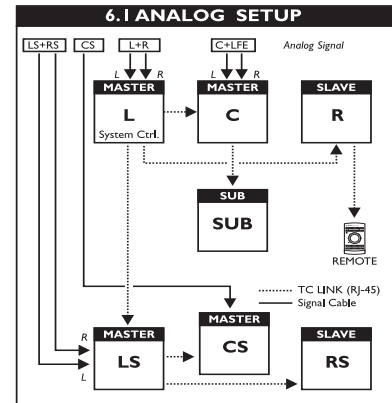 6.1 ANALOG SETUP
LS+RS CS L+R C+LFE Analog Signal
L R L R
MASTER MASTER SLAVE
L C R
System Ctrl.
SUB
SUB
REMOTE
TC LINK (RJ-45)
Signal Cable
MASTER
CS
MASTER SLAVE
R
LS RS
L